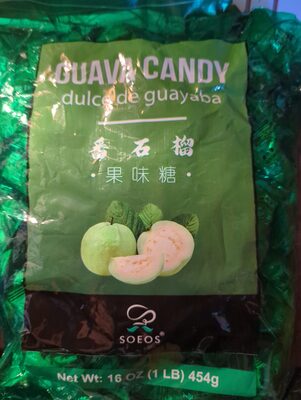 GUAVA CANDY
dulce de guayaba
番石榴
·果味糖·
SOEOS
Net Wt: 16 OZ (1 LB) 454g